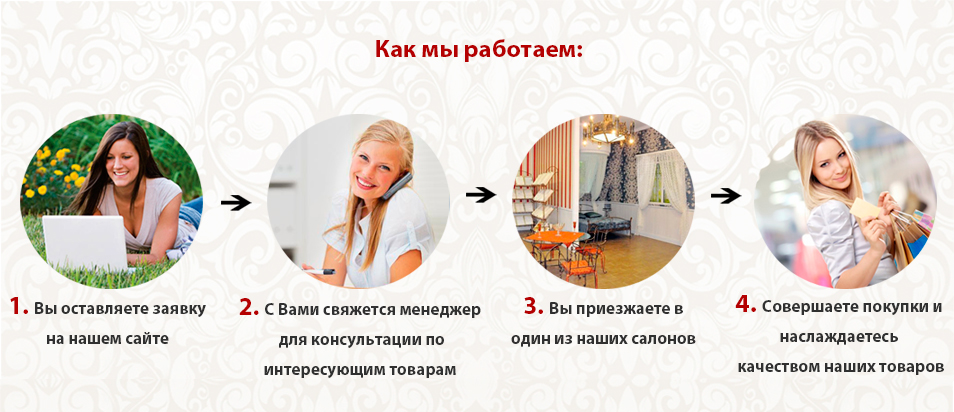 Как мы работаем:
1. Вы оставляете заявку
на нашем сайте
2. С Вами свяжется менеджер
для консультации по
интересующим товарам
3. Вы приезжаете в
один из наших салонов
4. Совершаете покупки и
наслаждаетесь
качеством наших товаров